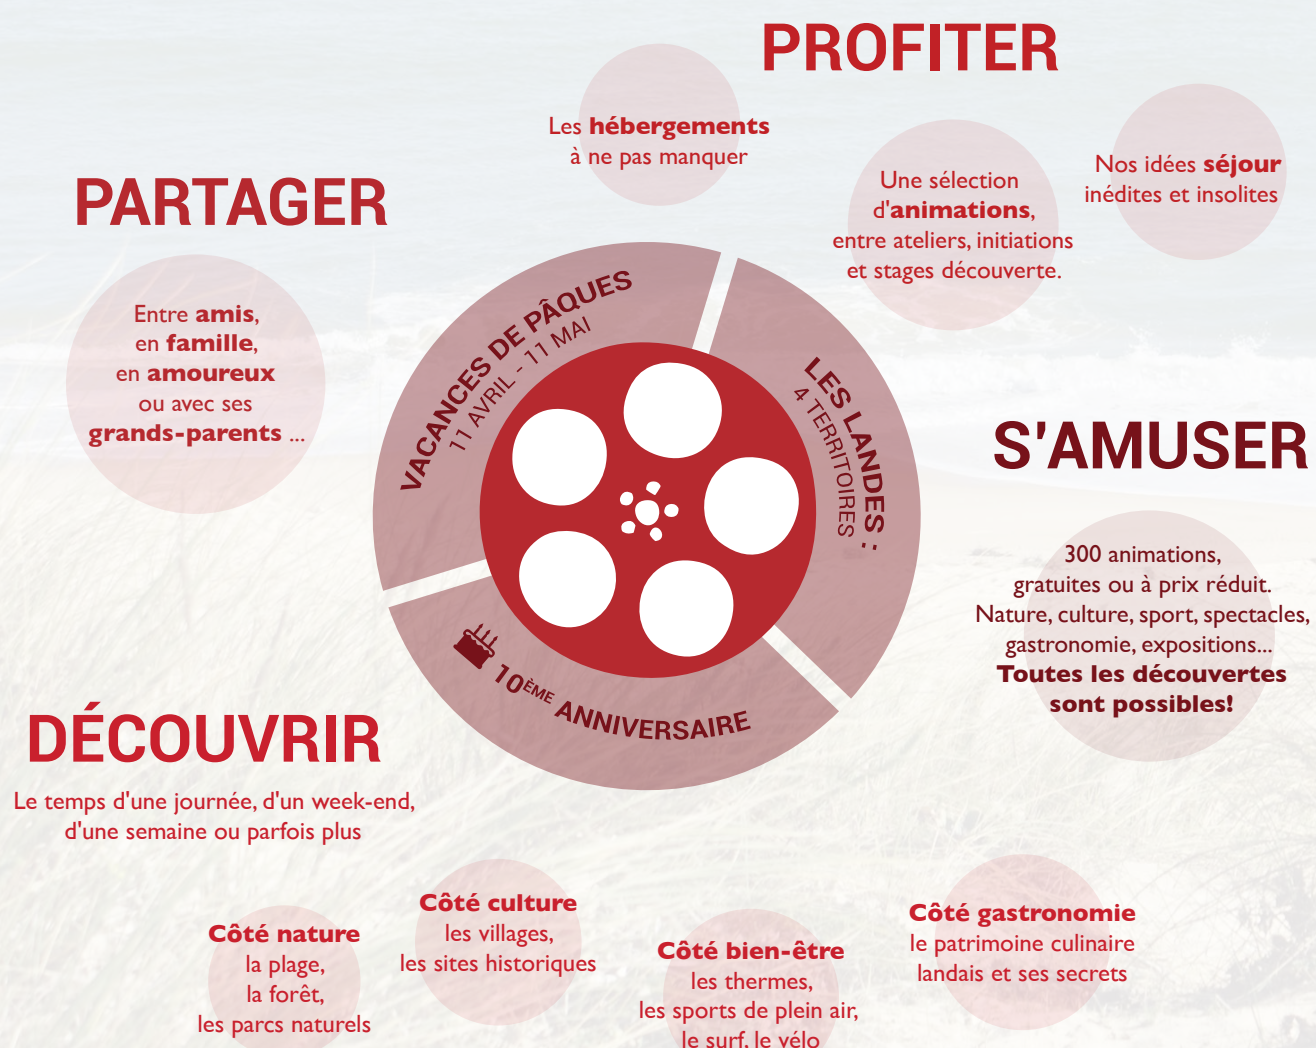 PROFITER
Les hébergements
à ne pas manquer
Une sélection
d'animations,
entre ateliers, initiations
et stages découverte.
Nos idées séjour
inédites et insolites
PARTAGER
Entre amis,
en famille,
en amoureux
ou avec ses
grands-parents ...
VACANCES DE PÂQUES
11 AVRIL - 11 MAI
LES LANDES :
4 TERRITOIRES
10ÈME ANNIVERSAIRE
S'AMUSER
300 animations,
gratuites ou à prix réduit.
Nature, culture, sport, spectacles,
gastronomie, expositions...
Toutes les découvertes
sont possibles!
DÉCOUVRIR
Le temps d'une journée, d'un week-end,
d'une semaine ou parfois plus
Côté nature
la plage,
la forêt,
les parcs naturels
Côté culture
les villages,
les sites historiques
Côté bien-être
les thermes,
les sports de plein air,
le surf, le vélo
Côté gastronomie
le patrimoine culinaire
landais et ses secrets